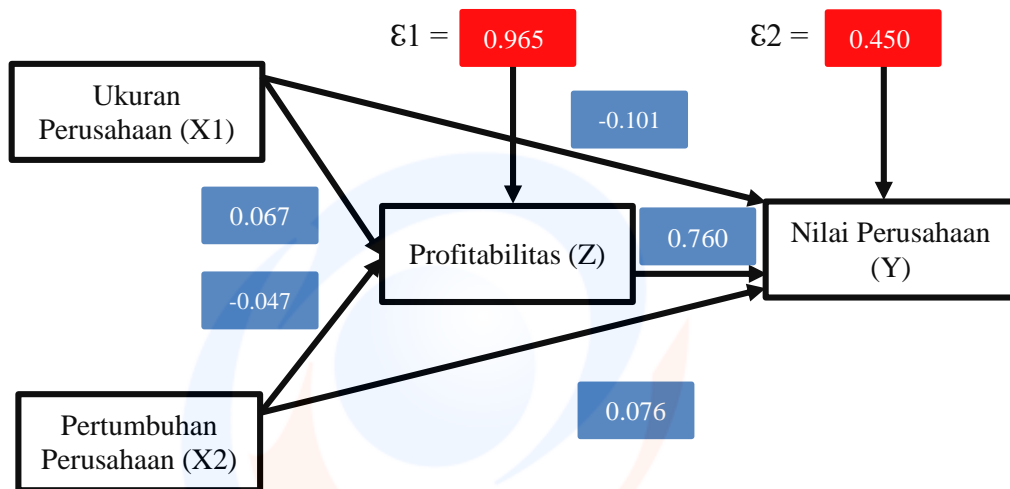 Ɛ1 = 0.965
Ɛ2 = 0.450
Ukuran
Perusahaan (X1)
-0.101
0.067
Profitabilitas (Z)
0.760
Nilai Perusahaan
(Y)
-0.047
0.076
Pertumbuhan
Perusahaan (X2)